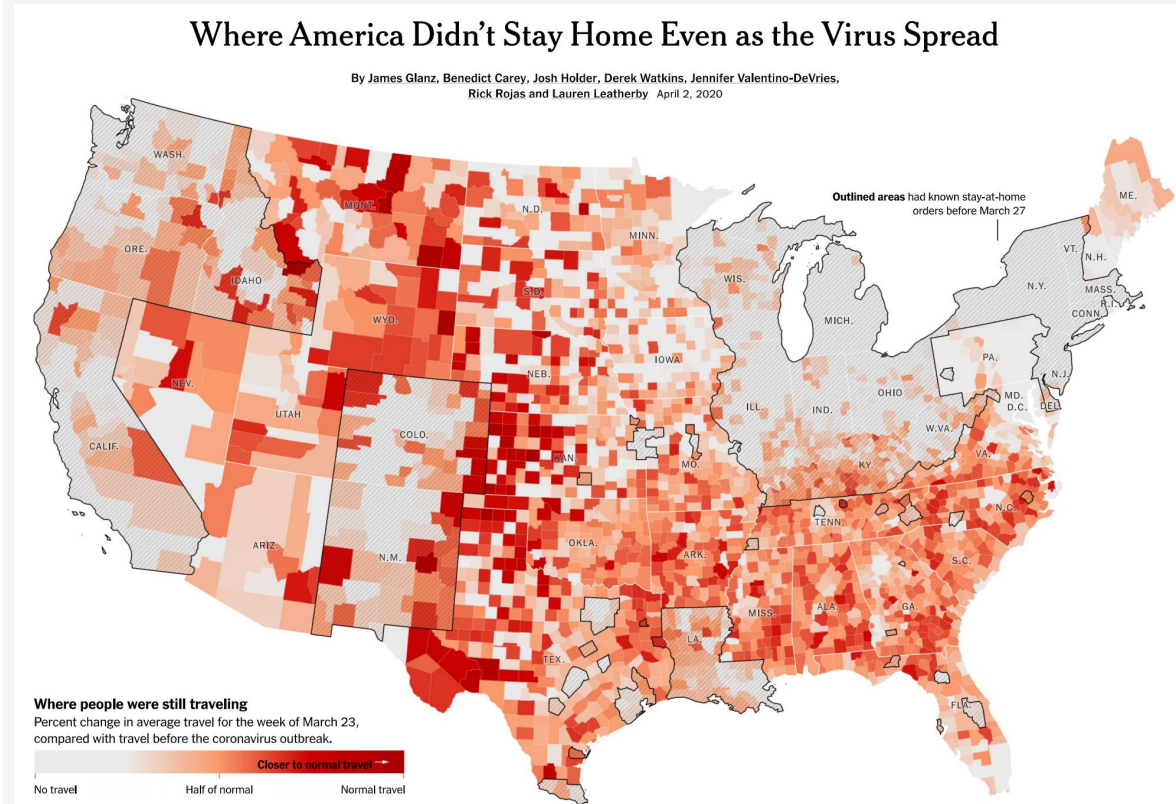 Where America Didn't Stay Home Even as the Virus Spread
By James Glanz, Benedict Carey, Josh Holder, Derek Watkins, Jennifer Valentino-DeVries,
Rick Rojas and Lauren Leatherby April 2, 2020
Outlined areas had known stay-at-home
orders before March 27
WASH.
MONT.
N.D.
MINN.
ME.
ORE.
IDAHO
S.D.
WIS.
VT.
N.H.
N.Y.
MASS.
R.I.
CONN.
WYO.
MICH.
IOWA
PA.
N.J.
NEV.
UTAH
NEB.
ILL.
IND.
OHIO
MD.
D.C.
DEL.
CALIF.
COLO.
KAN.
MO.
KY.
W.VA.
VA.
ARIZ.
N.M.
OKLA.
ARK.
TENN.
N.C.
S.C.
TEX.
LA.
MISS.
ALA.
GA.
FLA.
Where people were still traveling
Percent change in average travel for the week of March 23,
compared with travel before the coronavirus outbreak.
Closer to normal travel →
No travel
Half of normal
Normal travel